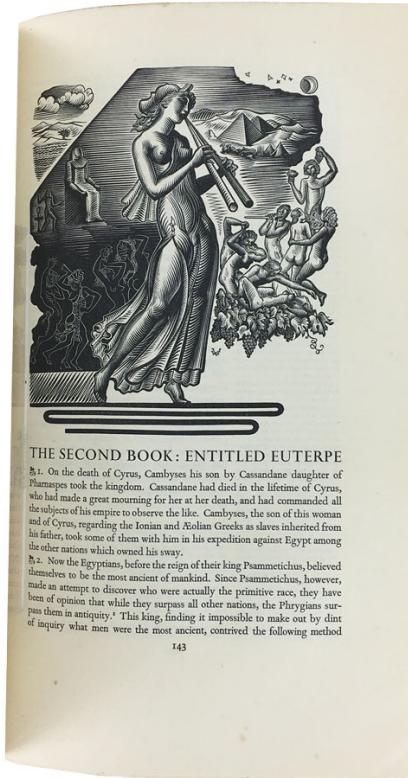 THE SECOND BOOK: ENTITLED EUTERPE
1. On the death of Cyrus, Cambyses his son by Cassandane daughter of
Pharnaspes took the kingdom. Cassandane had died in the lifetime of Cyrus,
who had made a great mourning for her at her death, and had commanded all
the subjects of his empire to observe the like. Cambyses, the son of this woman
and of Cyrus, regarding the Ionian and Æolian Greeks as slaves inherited from
his father, took some of them with him in his expedition against Egypt among
the other nations which owned his sway.
2. Now the Egyptians, before the reign of their king Psammetichus, believed
themselves to be the most ancient of mankind. Since Psammetichus, however,
made an attempt to discover who were actually the primitive race, they have
been of opinion that while they surpass all other nations, the Phrygians sur-
pass them in antiquity.² This king, finding it impossible to make out by dint
of inquiry what men were the most ancient, contrived the following method
143